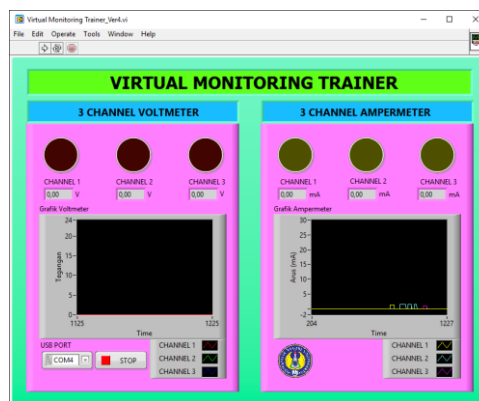 Virtual Monitoring Trainer_Ver4.vi
File Edit Operate Tools Window Help
VIRTUAL MONITORING TRAINER
3 CHANNEL VOLTMETER
CHANNEL 1 CHANNEL 2 CHANNEL 3
0,00 V 0,00 V 0,00 V
Grafik Voltmeter
24
20
15
10
5
0
Tegangan
1125 1225
Time
USB PORT
COM4
STOP
CHANNEL 1
CHANNEL 2
CHANNEL 3
3 CHANNEL AMPERMETER
CHANNEL 1 CHANNEL 2 CHANNEL 3
0,00 mA 0,00 mA 0,00 mA
Grafik Ampermeter
30
25
20
15
10
5
-2
Arus (mA)
204 1227
Time
CHANNEL 1
CHANNEL 2
CHANNEL 3